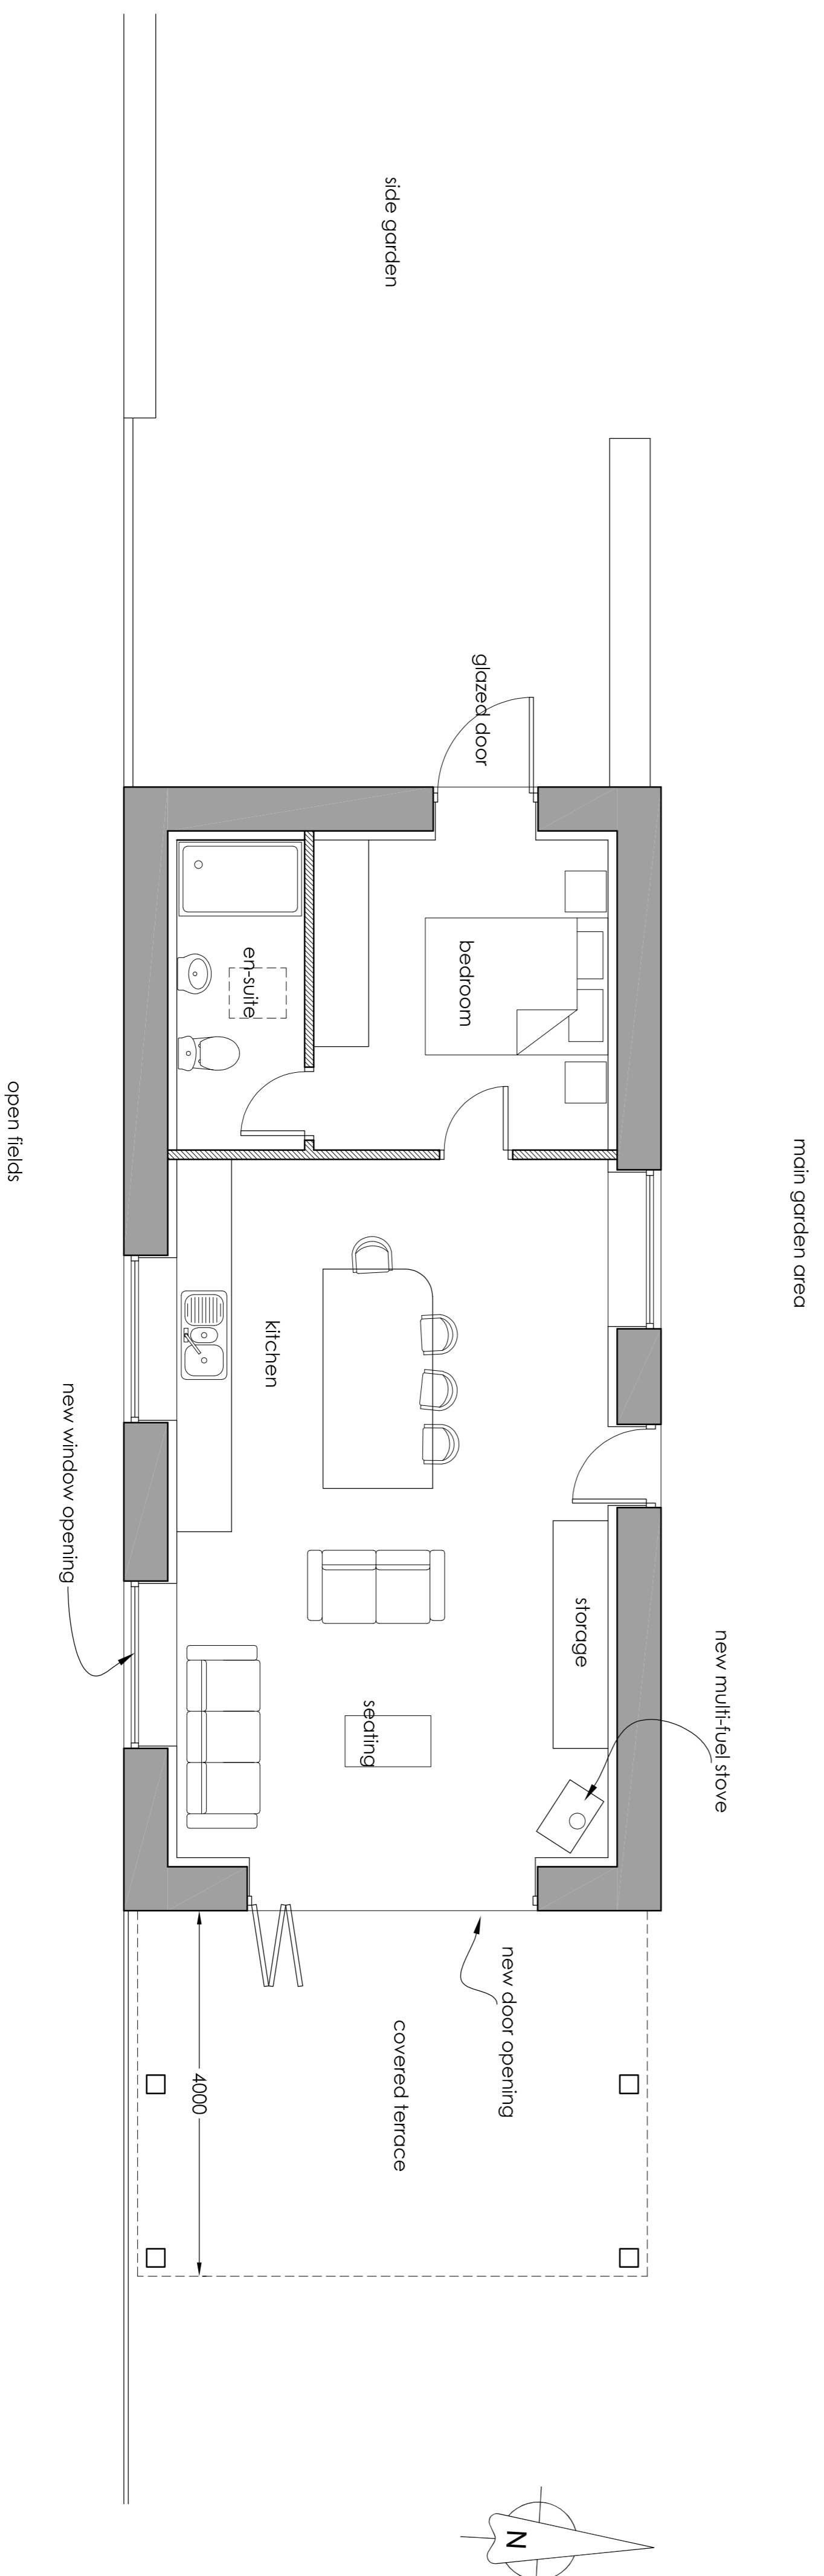 side garden
glazed door
en-suite
bedroom
open fields
main garden area
kitchen
new window opening
storage
new multi-fuel stove
seating
new door opening
covered terrace
4000
N